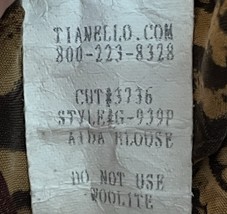 TIANELLO.COM
800-223-8328
CUT#3736
STYLE#G-939P
AIDA BLOUSE
DO NOT USE
WOOLITE